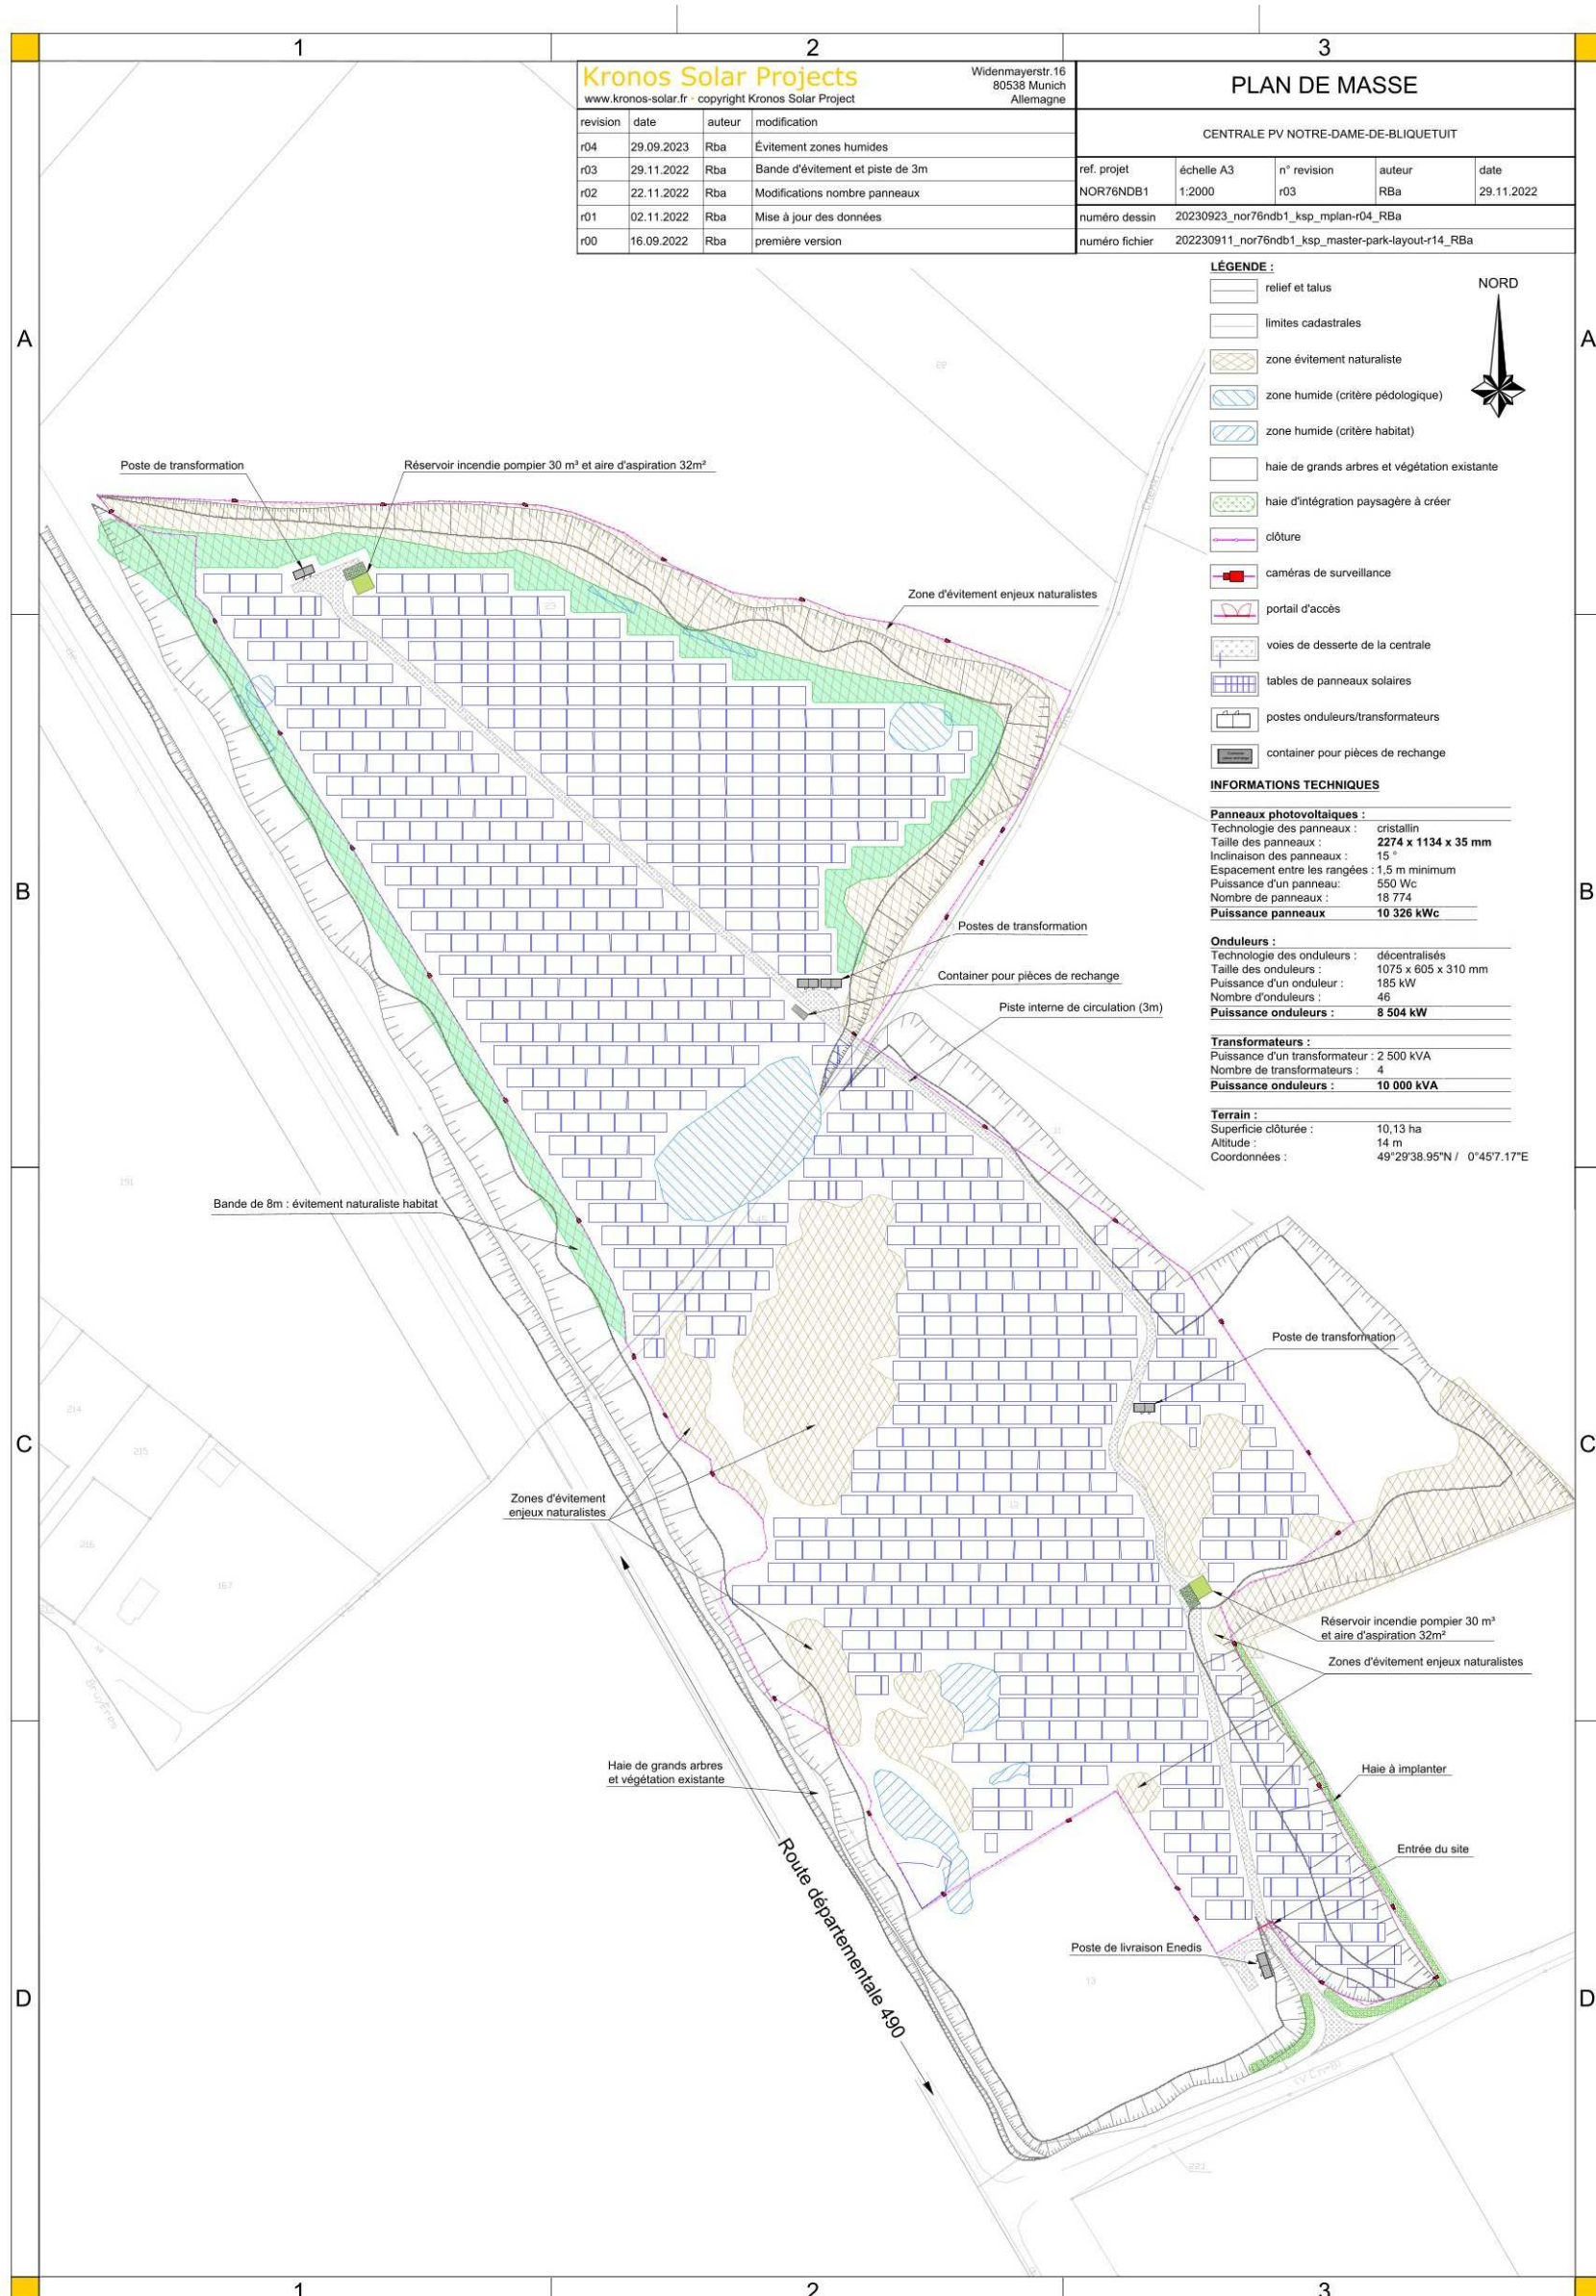 1 2 3
Kronos Solar Projects
www.kronos-solar.fr - copyright Kronos Solar Project
Widenmayerstr.16
80538 Munich
Allemagne
revision date auteur modification
r04 29.09.2023 Rba Évitement zones humides
r03 29.11.2022 Rba Bande d'évitement et piste de 3m
r02 22.11.2022 Rba Modifications nombre panneaux
r01 02.11.2022 Rba Mise à jour des données
r00 16.09.2022 Rba première version
PLAN DE MASSE
CENTRALE PV NOTRE-DAME-DE-BLIQUETUIT
ref. projet échelle A3 n° revision auteur date
NOR76NDB1 1:2000 r03 RBa 29.11.2022
numéro dessin 20230923_nor76ndb1_ksp_mplan-r04_RBa
numéro fichier 202230911_nor76ndb1_ksp_master-park-layout-r14_RBa
LÉGENDE :
relief et talus
limites cadastrales
zone évitement naturaliste
zone humide (critère pédologique)
zone humide (critère habitat)
haie de grands arbres et végétation existante
haie d'intégration paysagère à créer
clôture
caméras de surveillance
portail d'accès
voies de desserte de la centrale
tables de panneaux solaires
postes onduleurs/transformateurs
container pour pièces de rechange
NORD
INFORMATIONS TECHNIQUES
Panneaux photovoltaiques :
Technologie des panneaux : cristallin
Taille des panneaux : 2274 x 1134 x 35 mm
Inclinaison des panneaux : 15 °
Espacement entre les rangées : 1,5 m minimum
Puissance d'un panneau: 550 Wc
Nombre de panneaux : 18 774
Puissance panneaux 10 326 kWc
Onduleurs :
Technologie des onduleurs : décentralisés
Taille des onduleurs : 1075 x 605 x 310 mm
Puissance d'un onduleur : 185 kW
Nombre d'onduleurs : 46
Puissance onduleurs : 8 504 kW
Transformateurs :
Puissance d'un transformateur : 2 500 kVA
Nombre de transformateurs : 4
Puissance onduleurs : 10 000 kVA
Terrain :
Superficie clôturée : 10,13 ha
Altitude : 14 m
Coordonnées : 49°29'38.95"N / 0°45'7.17"E
A A
B B
C C
D D
22
Poste de transformation
Réservoir incendie pompier 30 m³ et aire d'aspiration 32m²
Zone d'évitement enjeux naturalistes
23
Postes de transformation
Container pour pièces de rechange
Piste interne de circulation (3m)
11
191
Bande de 8m : évitement naturaliste habitat
45
Poste de transformation
214
215
Zones d'évitement
enjeux naturalistes
12
216
167
Réservoir incendie pompier 30 m³
et aire d'aspiration 32m²
Zones d'évitement enjeux naturalistes
Haie de grands arbres
et végétation existante
Haie à implanter
Route départementale 490
Entrée du site
Poste de livraison Enedis
13
223
1 2 3